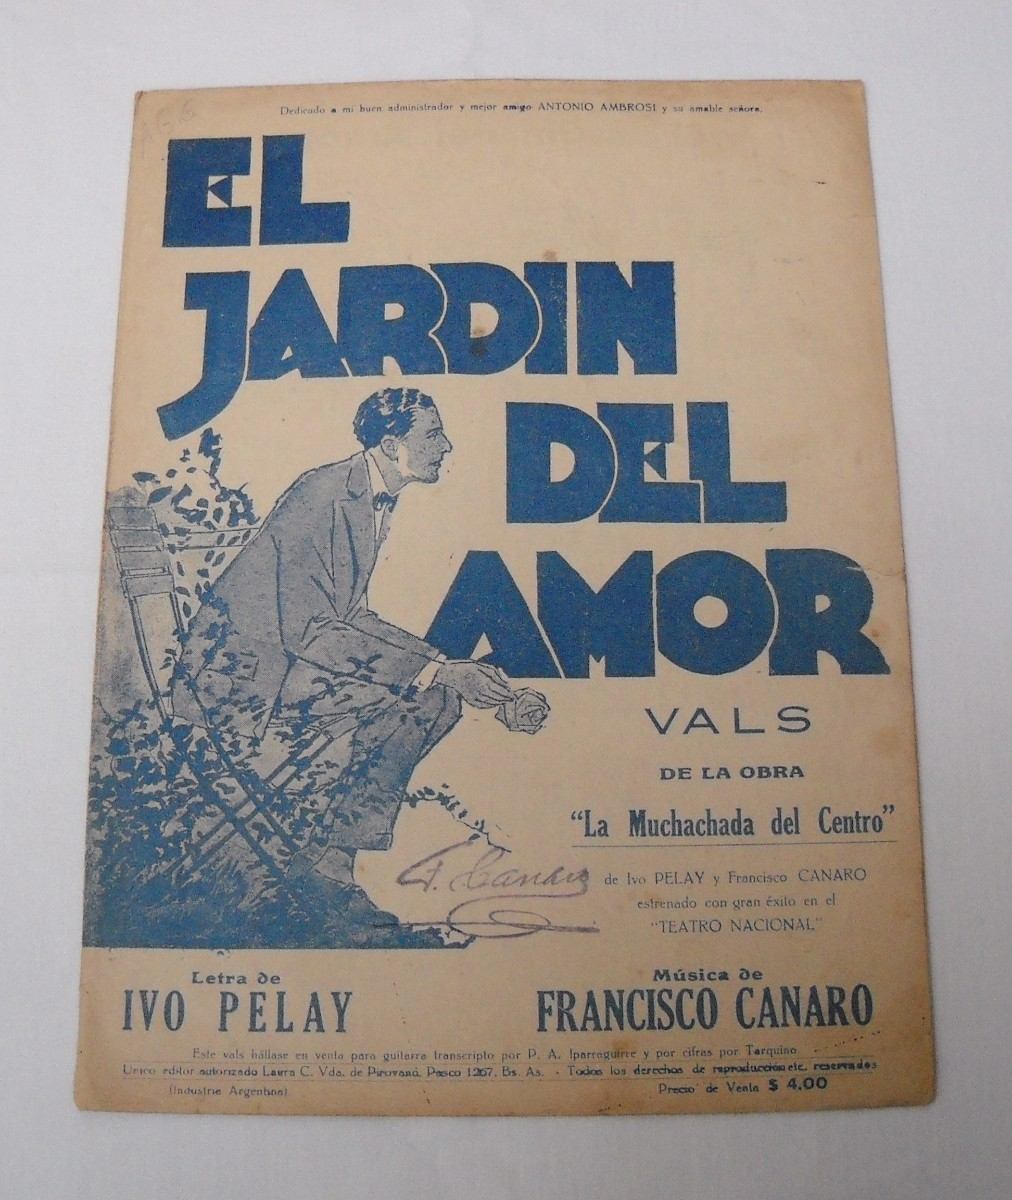 Dedicado a mi buen administrador y mejor amigo ANTONIO AMBROSI y su amable señora.
EL
JARDIN
DEL
AMOR
VALS
DE LA OBRA
"La Muchachada del Centro"
de Ivo PELAY y Francisco CANARO
estrenado con gran éxito en el
"TEATRO NACIONAL"
F. Canaro
Letra de
IVO PELAY
Música de
FRANCISCO CANARO
Este vals hállase en venta para guitarra transcripto por P. A. Iparraguirre y por cifras por Tarquino
Unico editor autorizado Laura C. Vda. de Pirovano, Pasco 1267, Bs. As. - Todos los derechos de reproducción etc. reservados
(Industria Argentina)
Precio de Venta $ 4.00